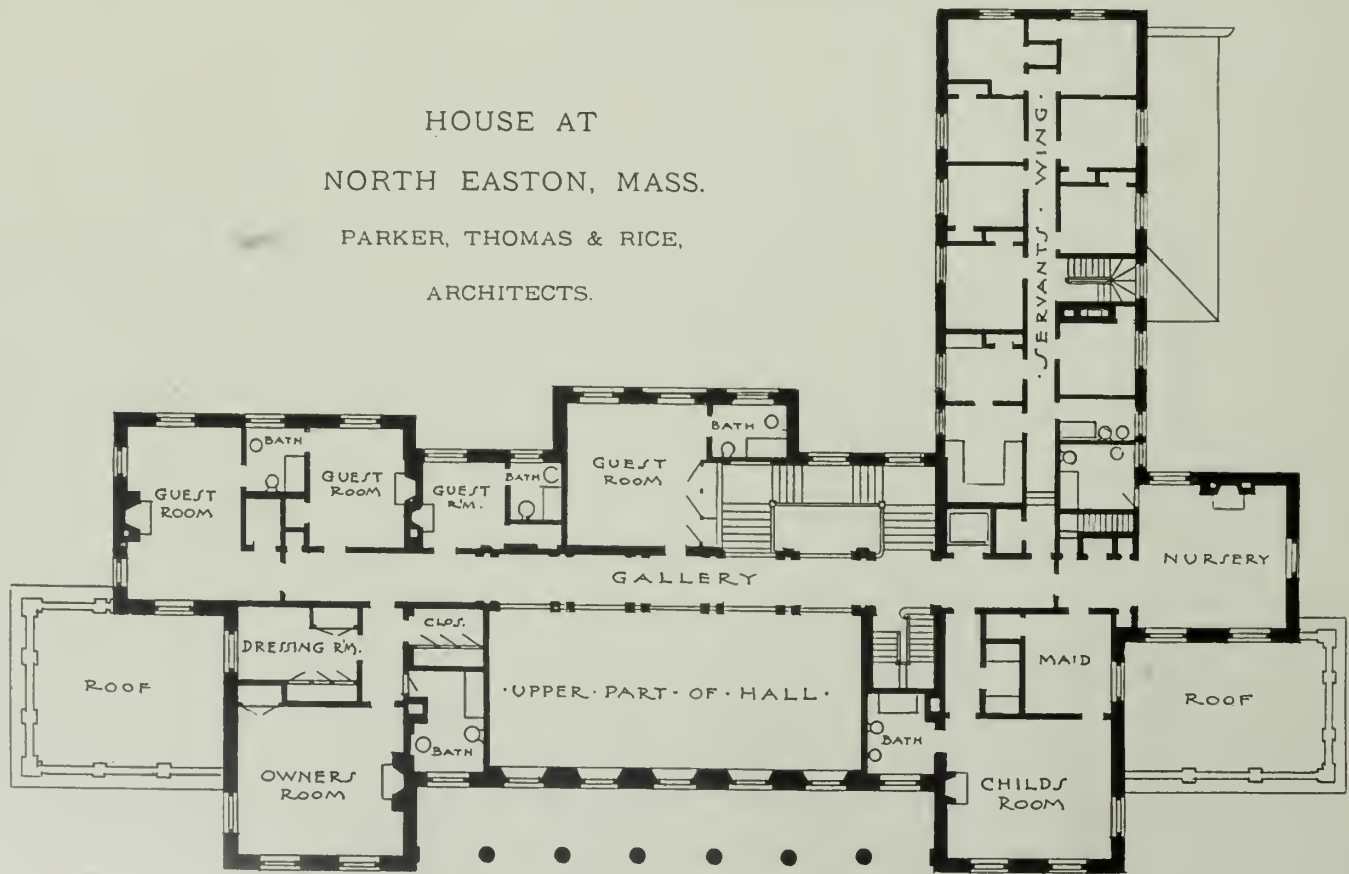 HOUSE AT
NORTH EASTON, MASS.
PARKER, THOMAS & RICE,
ARCHITECTS.
·SERVANTS·WING·
BATH
GUEST
ROOM
GUEST
ROOM
GUEST
R'M.
BATH
GUEST
ROOM
BATH
NURSERY
GALLERY
CLOS.
DRESSING R'M.
MAID
ROOF
·UPPER·PART·OF·HALL·
ROOF
BATH
BATH
OWNERS
ROOM
CHILDS
ROOM